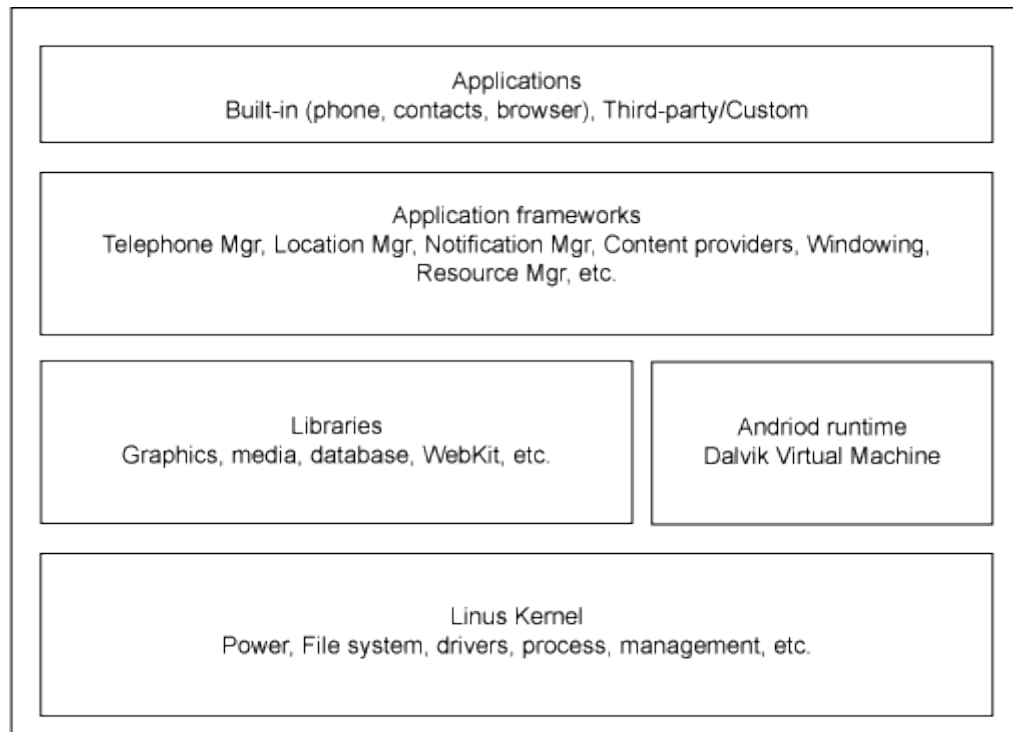 Applications
Built-in (phone, contacts, browser), Third-party/Custom
Application frameworks
Telephone Mgr, Location Mgr, Notification Mgr, Content providers, Windowing,
Resource Mgr, etc.
Libraries
Graphics, media, database, WebKit, etc.
Andriod runtime
Dalvik Virtual Machine
Linus Kernel
Power, File system, drivers, process, management, etc.